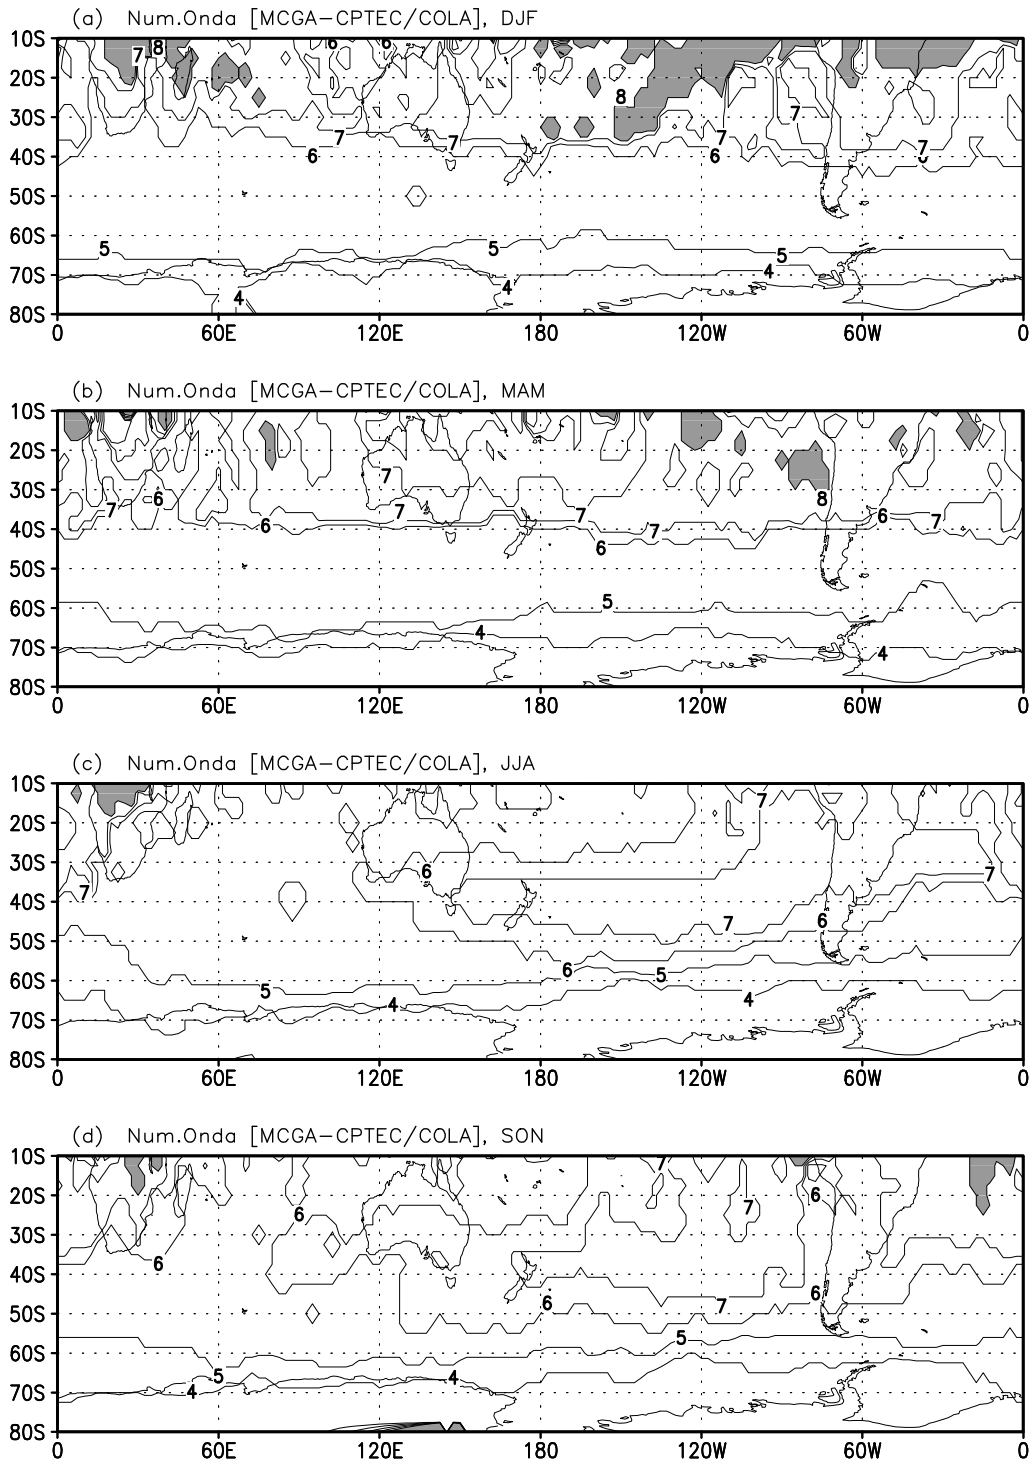 (a) Num.Onda [MCGA-CPTEC/COLA], DJF
10S
20S
30S
40S
50S
60S
70S
80S
7 8 6 6
8
7
7 7 7
6 6 7
5 5 5
4 4 4
0 60E 120E 180 120W 60W 0
(b) Num.Onda [MCGA-CPTEC/COLA], MAM
10S
20S
30S
40S
50S
60S
70S
80S
7
6 8
7 7 7 6 7
6 7
6
5
4
4
0 60E 120E 180 120W 60W 0
(c) Num.Onda [MCGA-CPTEC/COLA], JJA
10S
20S
30S
40S
50S
60S
70S
80S
7
6 7
7
7 6
6 5
5 4
4
0 60E 120E 180 120W 60W 0
(d) Num.Onda [MCGA-CPTEC/COLA], SON
10S
20S
30S
40S
50S
60S
70S
80S
7
6
6 7
6
6 7 6
5
5 4
4
0 60E 120E 180 120W 60W 0